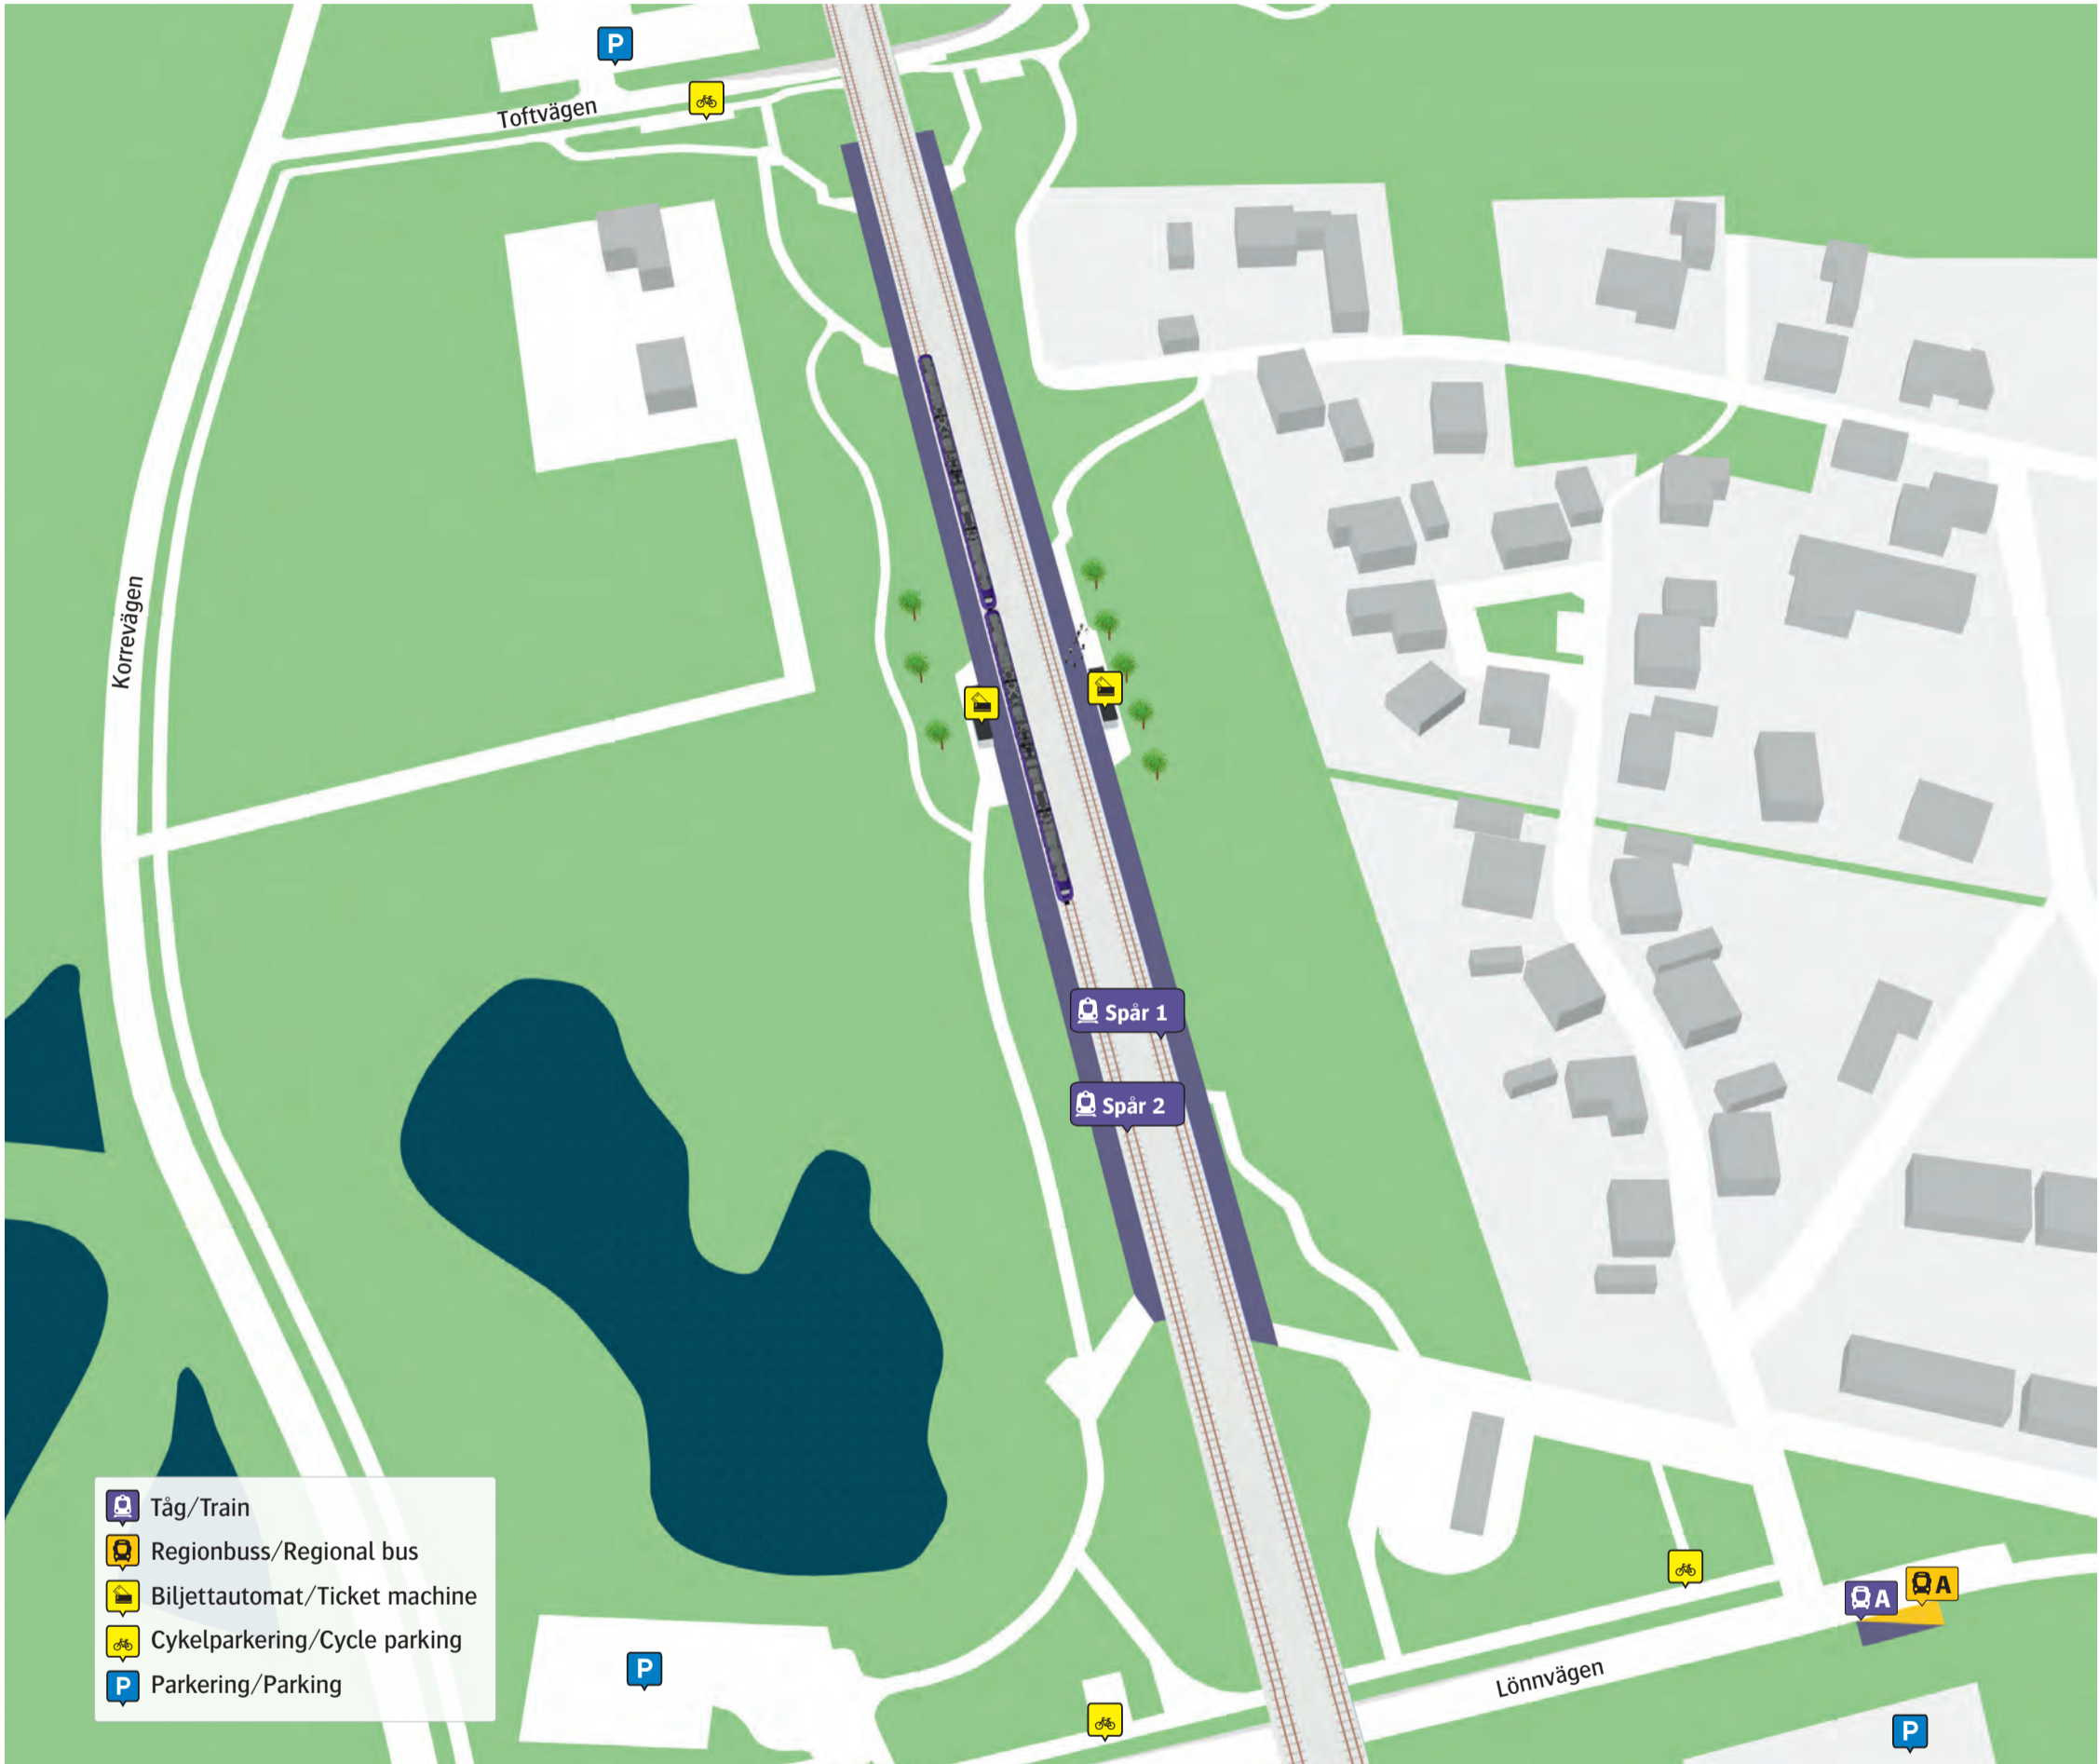 P
Toftvägen
Korrevägen
Spår 1
Spår 2
Tåg/Train
Regionbuss/Regional bus
Biljettautomat/Ticket machine
Cykelparkering/Cycle parking
P Parkering/Parking
P
A
A
Lönnvägen
P